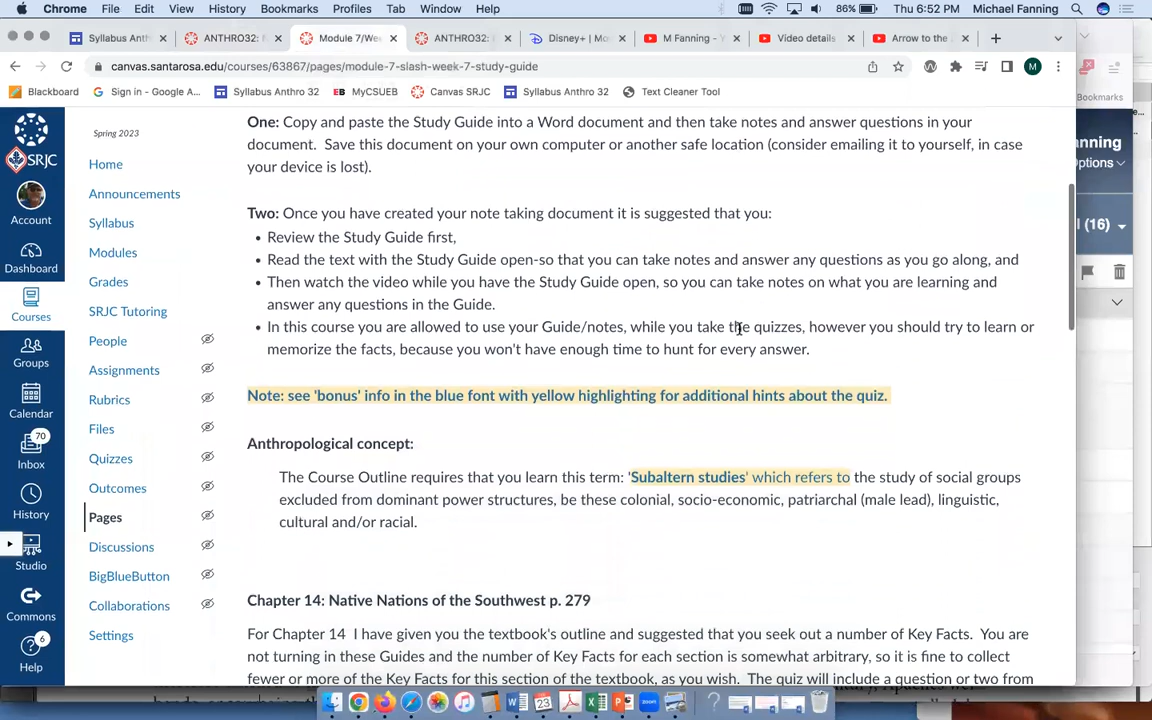 Chrome File Edit View History Bookmarks Profiles Tab Window Help 86% Thu 6:52 PM Michael Fanning
Syllabus Anth ANTHRO32: M Module 7/Wee ANTHRO32: Disney+ | Mo M Fanning - Y Video details Arrow to the
canvas.santarosa.edu/courses/63867/pages/module-7-slash-week-7-study-guide M
Blackboard Sign in - Google A... Syllabus Anthro 32 EB MyCSUEB Canvas SRJC Syllabus Anthro 32 Text Cleaner Tool
Bookmarks
SRJC
Account
Dashboard
Courses
Groups
Calendar
70
Inbox
History
Studio
Commons
6
Help
Spring 2023
Home
Announcements
Syllabus
Modules
Grades
SRJC Tutoring
People
Assignments
Rubrics
Files
Quizzes
Outcomes
Pages
Discussions
BigBlueButton
Collaborations
Settings
One: Copy and paste the Study Guide into a Word document and then take notes and answer questions in your
document. Save this document on your own computer or another safe location (consider emailing it to yourself, in case
your device is lost).
Two: Once you have created your note taking document it is suggested that you:
• Review the Study Guide first,
• Read the text with the Study Guide open-so that you can take notes and answer any questions as you go along, and
• Then watch the video while you have the Study Guide open, so you can take notes on what you are learning and
answer any questions in the Guide.
• In this course you are allowed to use your Guide/notes, while you take the quizzes, however you should try to learn or
memorize the facts, because you won't have enough time to hunt for every answer.
Note: see 'bonus' info in the blue font with yellow highlighting for additional hints about the quiz.
Anthropological concept:
The Course Outline requires that you learn this term: 'Subaltern studies' which refers to the study of social groups
excluded from dominant power structures, be these colonial, socio-economic, patriarchal (male lead), linguistic,
cultural and/or racial.
Chapter 14: Native Nations of the Southwest p. 279
For Chapter 14 I have given you the textbook's outline and suggested that you seek out a number of Key Facts. You are
not turning in these Guides and the number of Key Facts for each section is somewhat arbitrary, so it is fine to collect
fewer or more of the Key Facts for this section of the textbook, as you wish. The quiz will include a question or two from
nning
Options
(16)
23
zoom